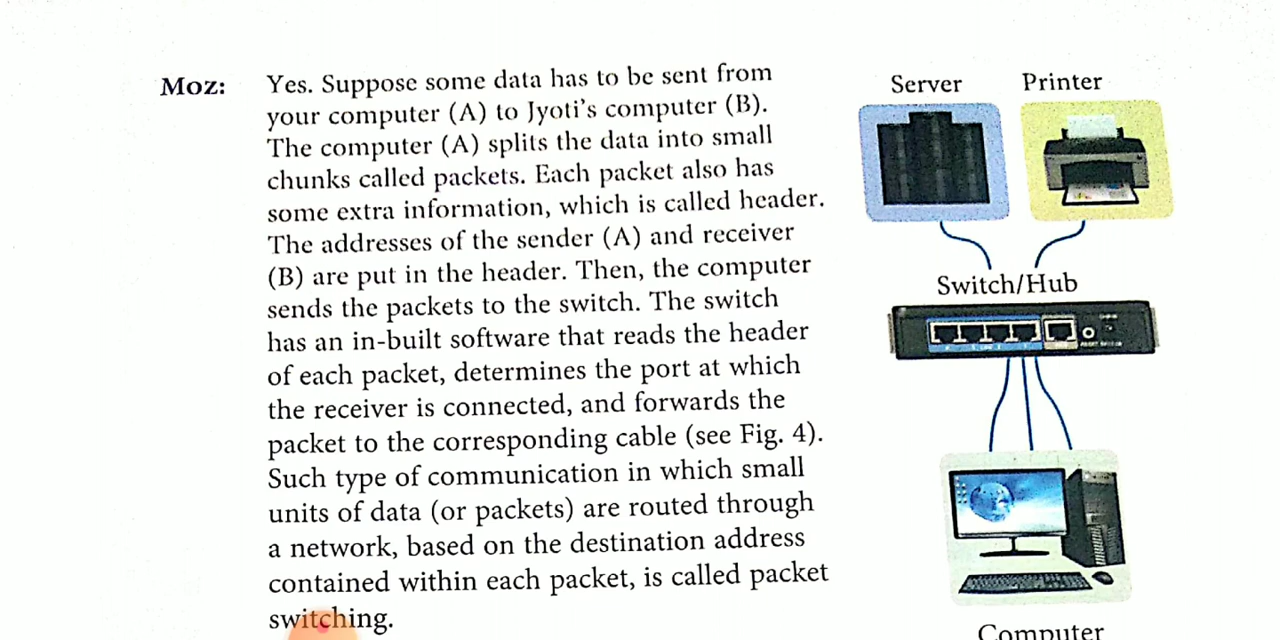 Moz: Yes. Suppose some data has to be sent from
your computer (A) to Jyoti's computer (B).
The computer (A) splits the data into small
chunks called packets. Each packet also has
some extra information, which is called header.
The addresses of the sender (A) and receiver
(B) are put in the header. Then, the computer
sends the packets to the switch. The switch
has an in-built software that reads the header
of each packet, determines the port at which
the receiver is connected, and forwards the
packet to the corresponding cable (see Fig. 4).
Such type of communication in which small
units of data (or packets) are routed through
a network, based on the destination address
contained within each packet, is called packet
switching.
Server
Printer
Switch/Hub
Computer